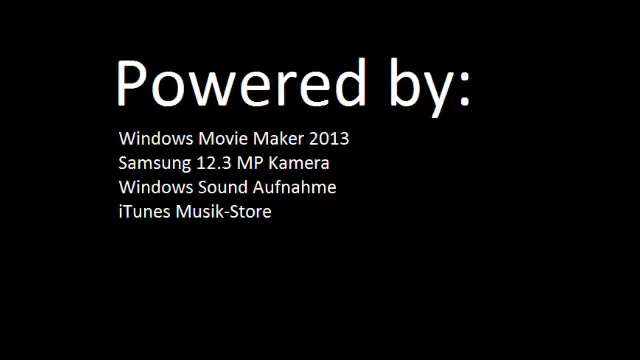 Powered by:
Windows Movie Maker 2013
Samsung 12.3 MP Kamera
Windows Sound Aufnahme
iTunes Musik-Store